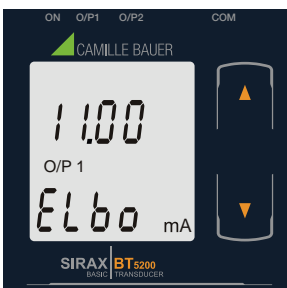 ON O/P1 O/P2 COM
CAMILLE BAUER
11.00
O/P 1
ELbo mA
SIRAX BT5200
BASIC TRANSDUCER